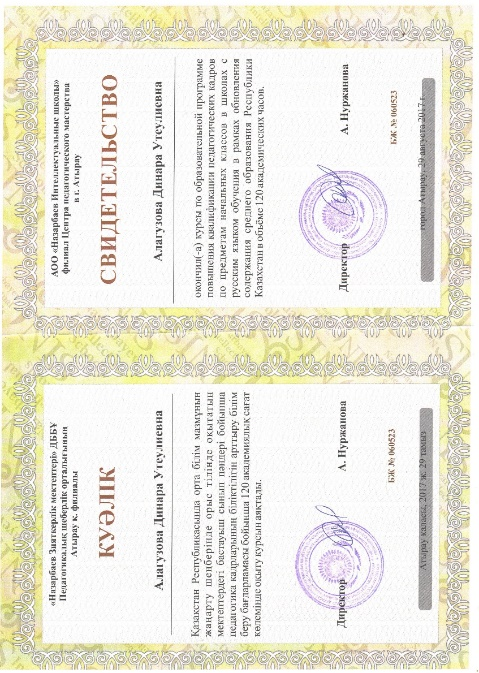 «Назарбаев Зияткерлік мектептері» ДББҰ
Педагогикалық шеберлік орталығының
Атырау қ. филиалы
КУӘЛІК
Алагузова Динара Утеулиевна
Қазақстан Республикасында орта білім мазмұнын
жаңарту шеңберінде орыс тілінде оқытатын
мектептердегі бастауыш сынып пәндері бойынша
педагогика кадрларының біліктілігін арттыру білім
беру бағдарламасы бойынша 120 академиялық сағат
көлемінде оқыту курсын аяқтады.
Директор А. Нуржанова
БЖ № 060523
Атырау қаласы, 2017 ж. 29 тамыз
АОО «Назарбаев Интеллектуальные школы»
филиал Центра педагогического мастерства
в г. Атырау
СВИДЕТЕЛЬСТВО
Алагузова Динара Утеулиевна
окончил(-а) курсы по образовательной программе
повышения квалификации педагогических кадров
по предметам начальных классов в школах с
русским языком обучения в рамках обновления
содержания среднего образования Республики
Казахстан в объёме 120 академических часов.
Директор А. Нуржанова
БЖ № 060523
город Атырау, 29 августа 2017 г.